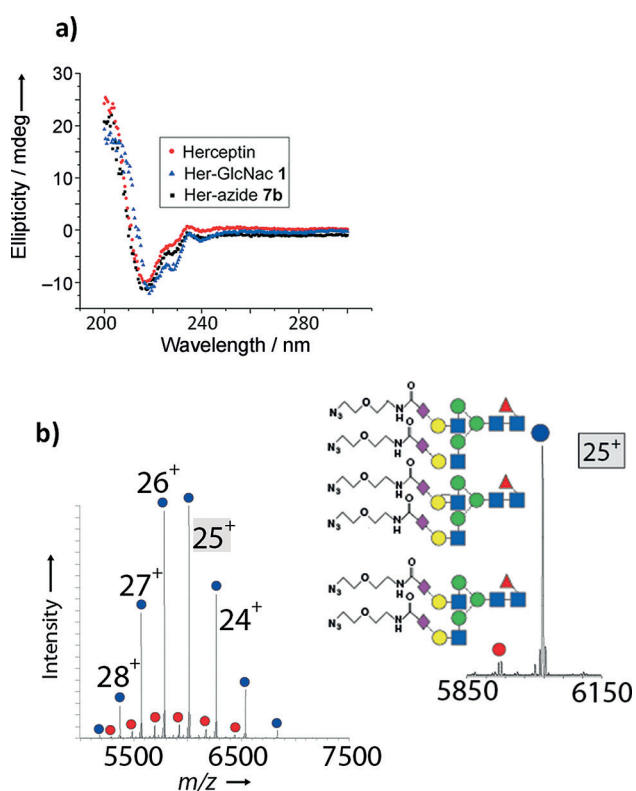 a)
30
20
10
0
–10
Ellipticity / mdeg
Herceptin
Her-GlcNac 1
Her-azide 7b
200 240 280
Wavelength / nm
b)
26+
25+
27+
24+
28+
Intensity
5500 6500 7500
m/z
O
N3 O N H
O
N3 O N H
O
N3 O N H
O
N3 O N H
O
N3 O N H
O
N3 O N H
25+
5850 6150